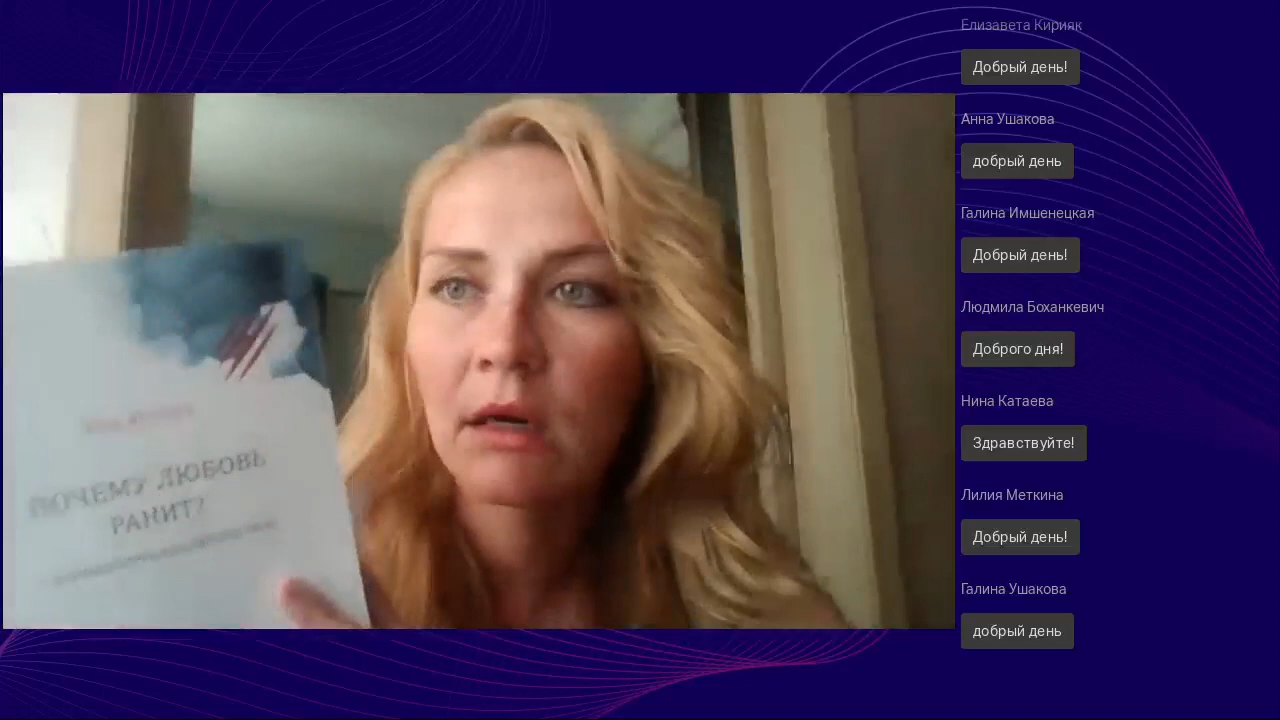 ПОЧЕМУ ЛЮБОВЬ
РАНИТ?
Елизавета Кирияк
Добрый день!
Анна Ушакова
добрый день
Галина Имшенецкая
Добрый день!
Людмила Боханкевич
Доброго дня!
Нина Катаева
Здравствуйте!
Лилия Меткина
Добрый день!
Галина Ушакова
добрый день